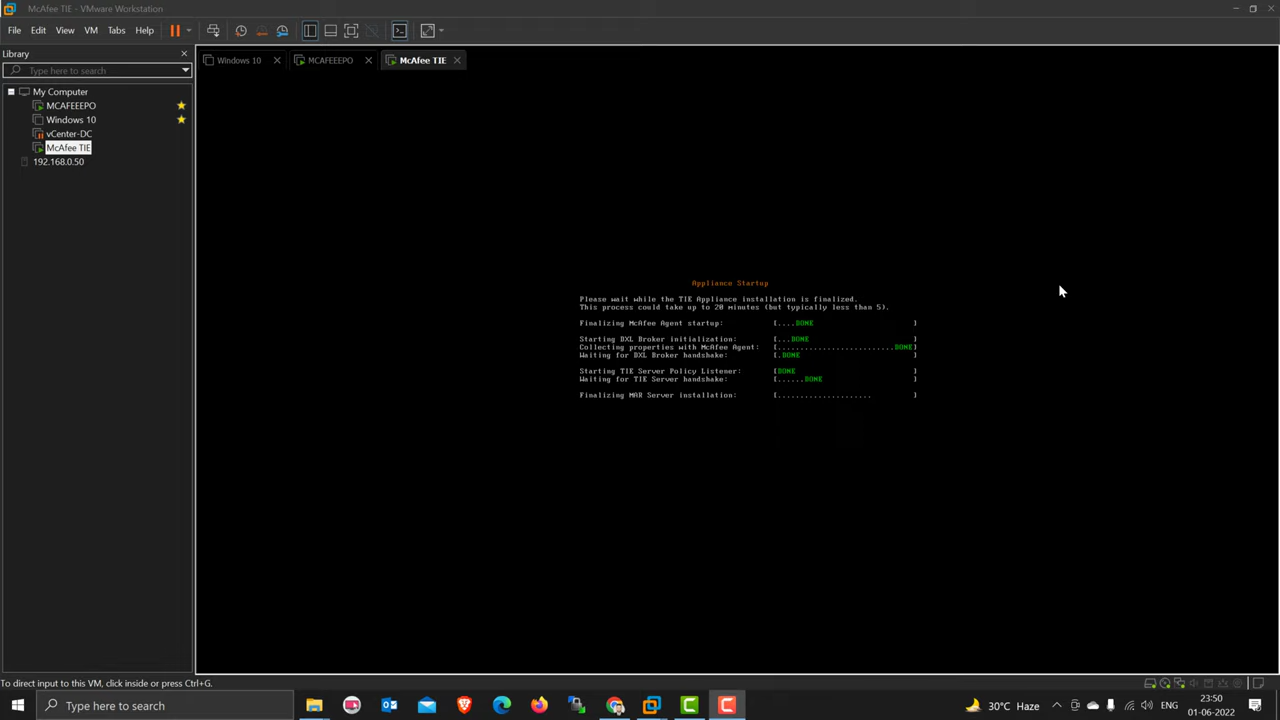 McAfee TIE - VMware Workstation
File Edit View VM Tabs Help
Library
Type here to search
My Computer
MCAFEEEPO
Windows 10
vCenter-DC
McAfee TIE
192.168.0.50
Windows 10 MCAFEEEPO McAfee TIE
Appliance Startup
Please wait while the TIE Appliance installation is finalized.
This process could take up to 20 minutes (but typically less than 5).
Finalizing McAfee Agent startup: [....DONE ]
Starting DXL Broker initialization: [...DONE ]
Collecting properties with McAfee Agent: [..........................DONE]
Waiting for DXL Broker handshake: [.DONE ]
Starting TIE Server Policy Listener: [DONE ]
Waiting for TIE Server handshake: [......DONE ]
Finalizing MAR Server installation: [..................... ]
To direct input to this VM, click inside or press Ctrl+G.
Type here to search
30°C Haze
ENG
23:50
01-06-2022